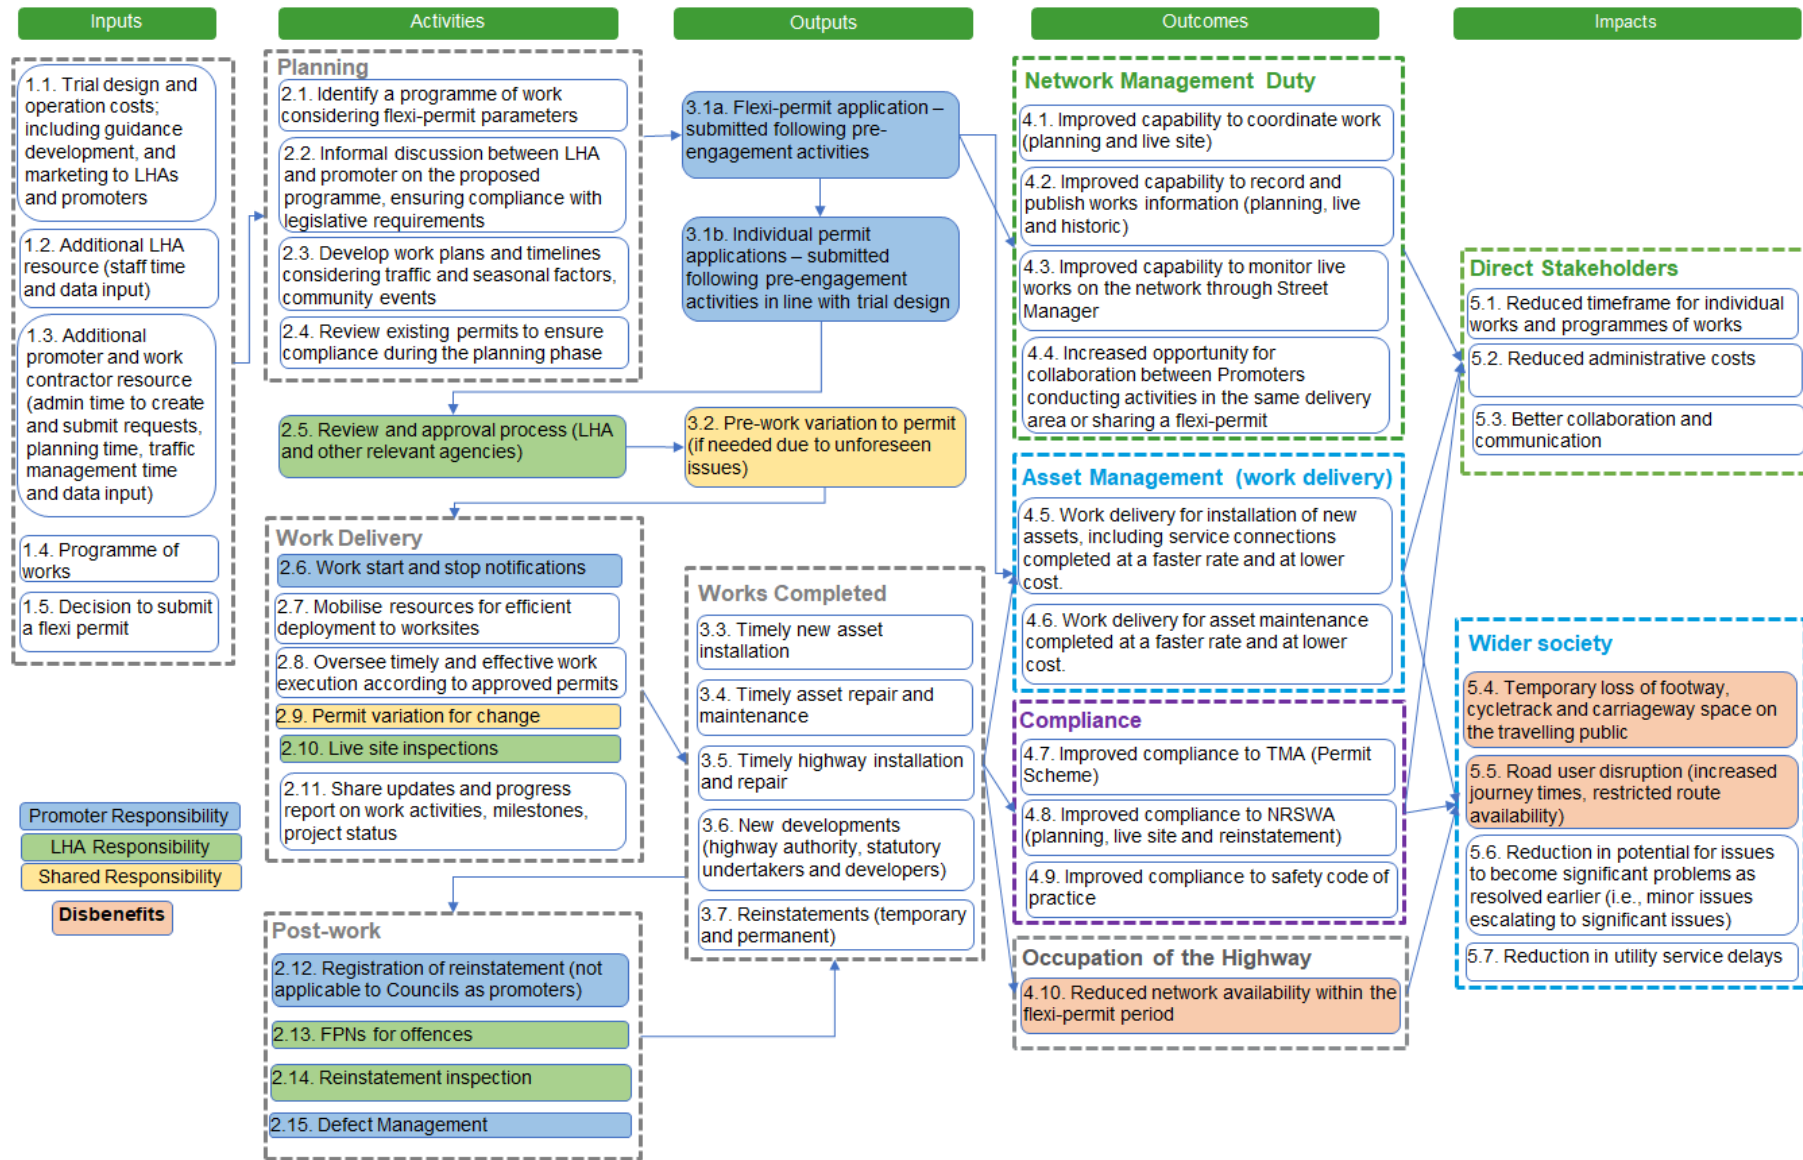 Inputs
Activities
Outputs
Outcomes
Impacts
1.1. Trial design and
operation costs;
including guidance
development, and
marketing to LHAs
and promoters
1.2. Additional LHA
resource (staff time
and data input)
1.3. Additional
promoter and work
contractor resource
(admin time to create
and submit requests,
planning time, traffic
management time
and data input)
1.4. Programme of
works
1.5. Decision to submit
a flexi permit
Promoter Responsibility
LHA Responsibility
Shared Responsibility
Disbenefits
Planning
2.1. Identify a programme of work
considering flexi-permit parameters
2.2. Informal discussion between LHA
and promoter on the proposed
programme, ensuring compliance with
legislative requirements
2.3. Develop work plans and timelines
considering traffic and seasonal factors,
community events
2.4. Review existing permits to ensure
compliance during the planning phase
2.5. Review and approval process (LHA
and other relevant agencies)
Work Delivery
2.6. Work start and stop notifications
2.7. Mobilise resources for efficient
deployment to worksites
2.8. Oversee timely and effective work
execution according to approved permits
2.9. Permit variation for change
2.10. Live site inspections
2.11. Share updates and progress
report on work activities, milestones,
project status
Post-work
2.12. Registration of reinstatement (not
applicable to Councils as promoters)
2.13. FPNs for offences
2.14. Reinstatement inspection
2.15. Defect Management
3.1a. Flexi-permit application –
submitted following pre-
engagement activities
3.1b. Individual permit
applications – submitted
following pre-engagement
activities in line with trial design
3.2. Pre-work variation to permit
(if needed due to unforeseen
issues)
Works Completed
3.3. Timely new asset
installation
3.4. Timely asset repair and
maintenance
3.5. Timely highway installation
and repair
3.6. New developments
(highway authority, statutory
undertakers and developers)
3.7. Reinstatements (temporary
and permanent)
Network Management Duty
4.1. Improved capability to coordinate work
(planning and live site)
4.2. Improved capability to record and
publish works information (planning, live
and historic)
4.3. Improved capability to monitor live
works on the network through Street
Manager
4.4. Increased opportunity for
collaboration between Promoters
conducting activities in the same delivery
area or sharing a flexi-permit
Asset Management (work delivery)
4.5. Work delivery for installation of new
assets, including service connections
completed at a faster rate and at lower
cost.
4.6. Work delivery for asset maintenance
completed at a faster rate and at lower
cost.
Compliance
4.7. Improved compliance to TMA (Permit
Scheme)
4.8. Improved compliance to NRSWA
(planning, live site and reinstatement)
4.9. Improved compliance to safety code of
practice
Occupation of the Highway
4.10. Reduced network availability within the
flexi-permit period
Direct Stakeholders
5.1. Reduced timeframe for individual
works and programmes of works
5.2. Reduced administrative costs
5.3. Better collaboration and
communication
Wider society
5.4. Temporary loss of footway,
cycletrack and carriageway space on
the travelling public
5.5. Road user disruption (increased
journey times, restricted route
availability)
5.6. Reduction in potential for issues
to become significant problems as
resolved earlier (i.e., minor issues
escalating to significant issues)
5.7. Reduction in utility service delays